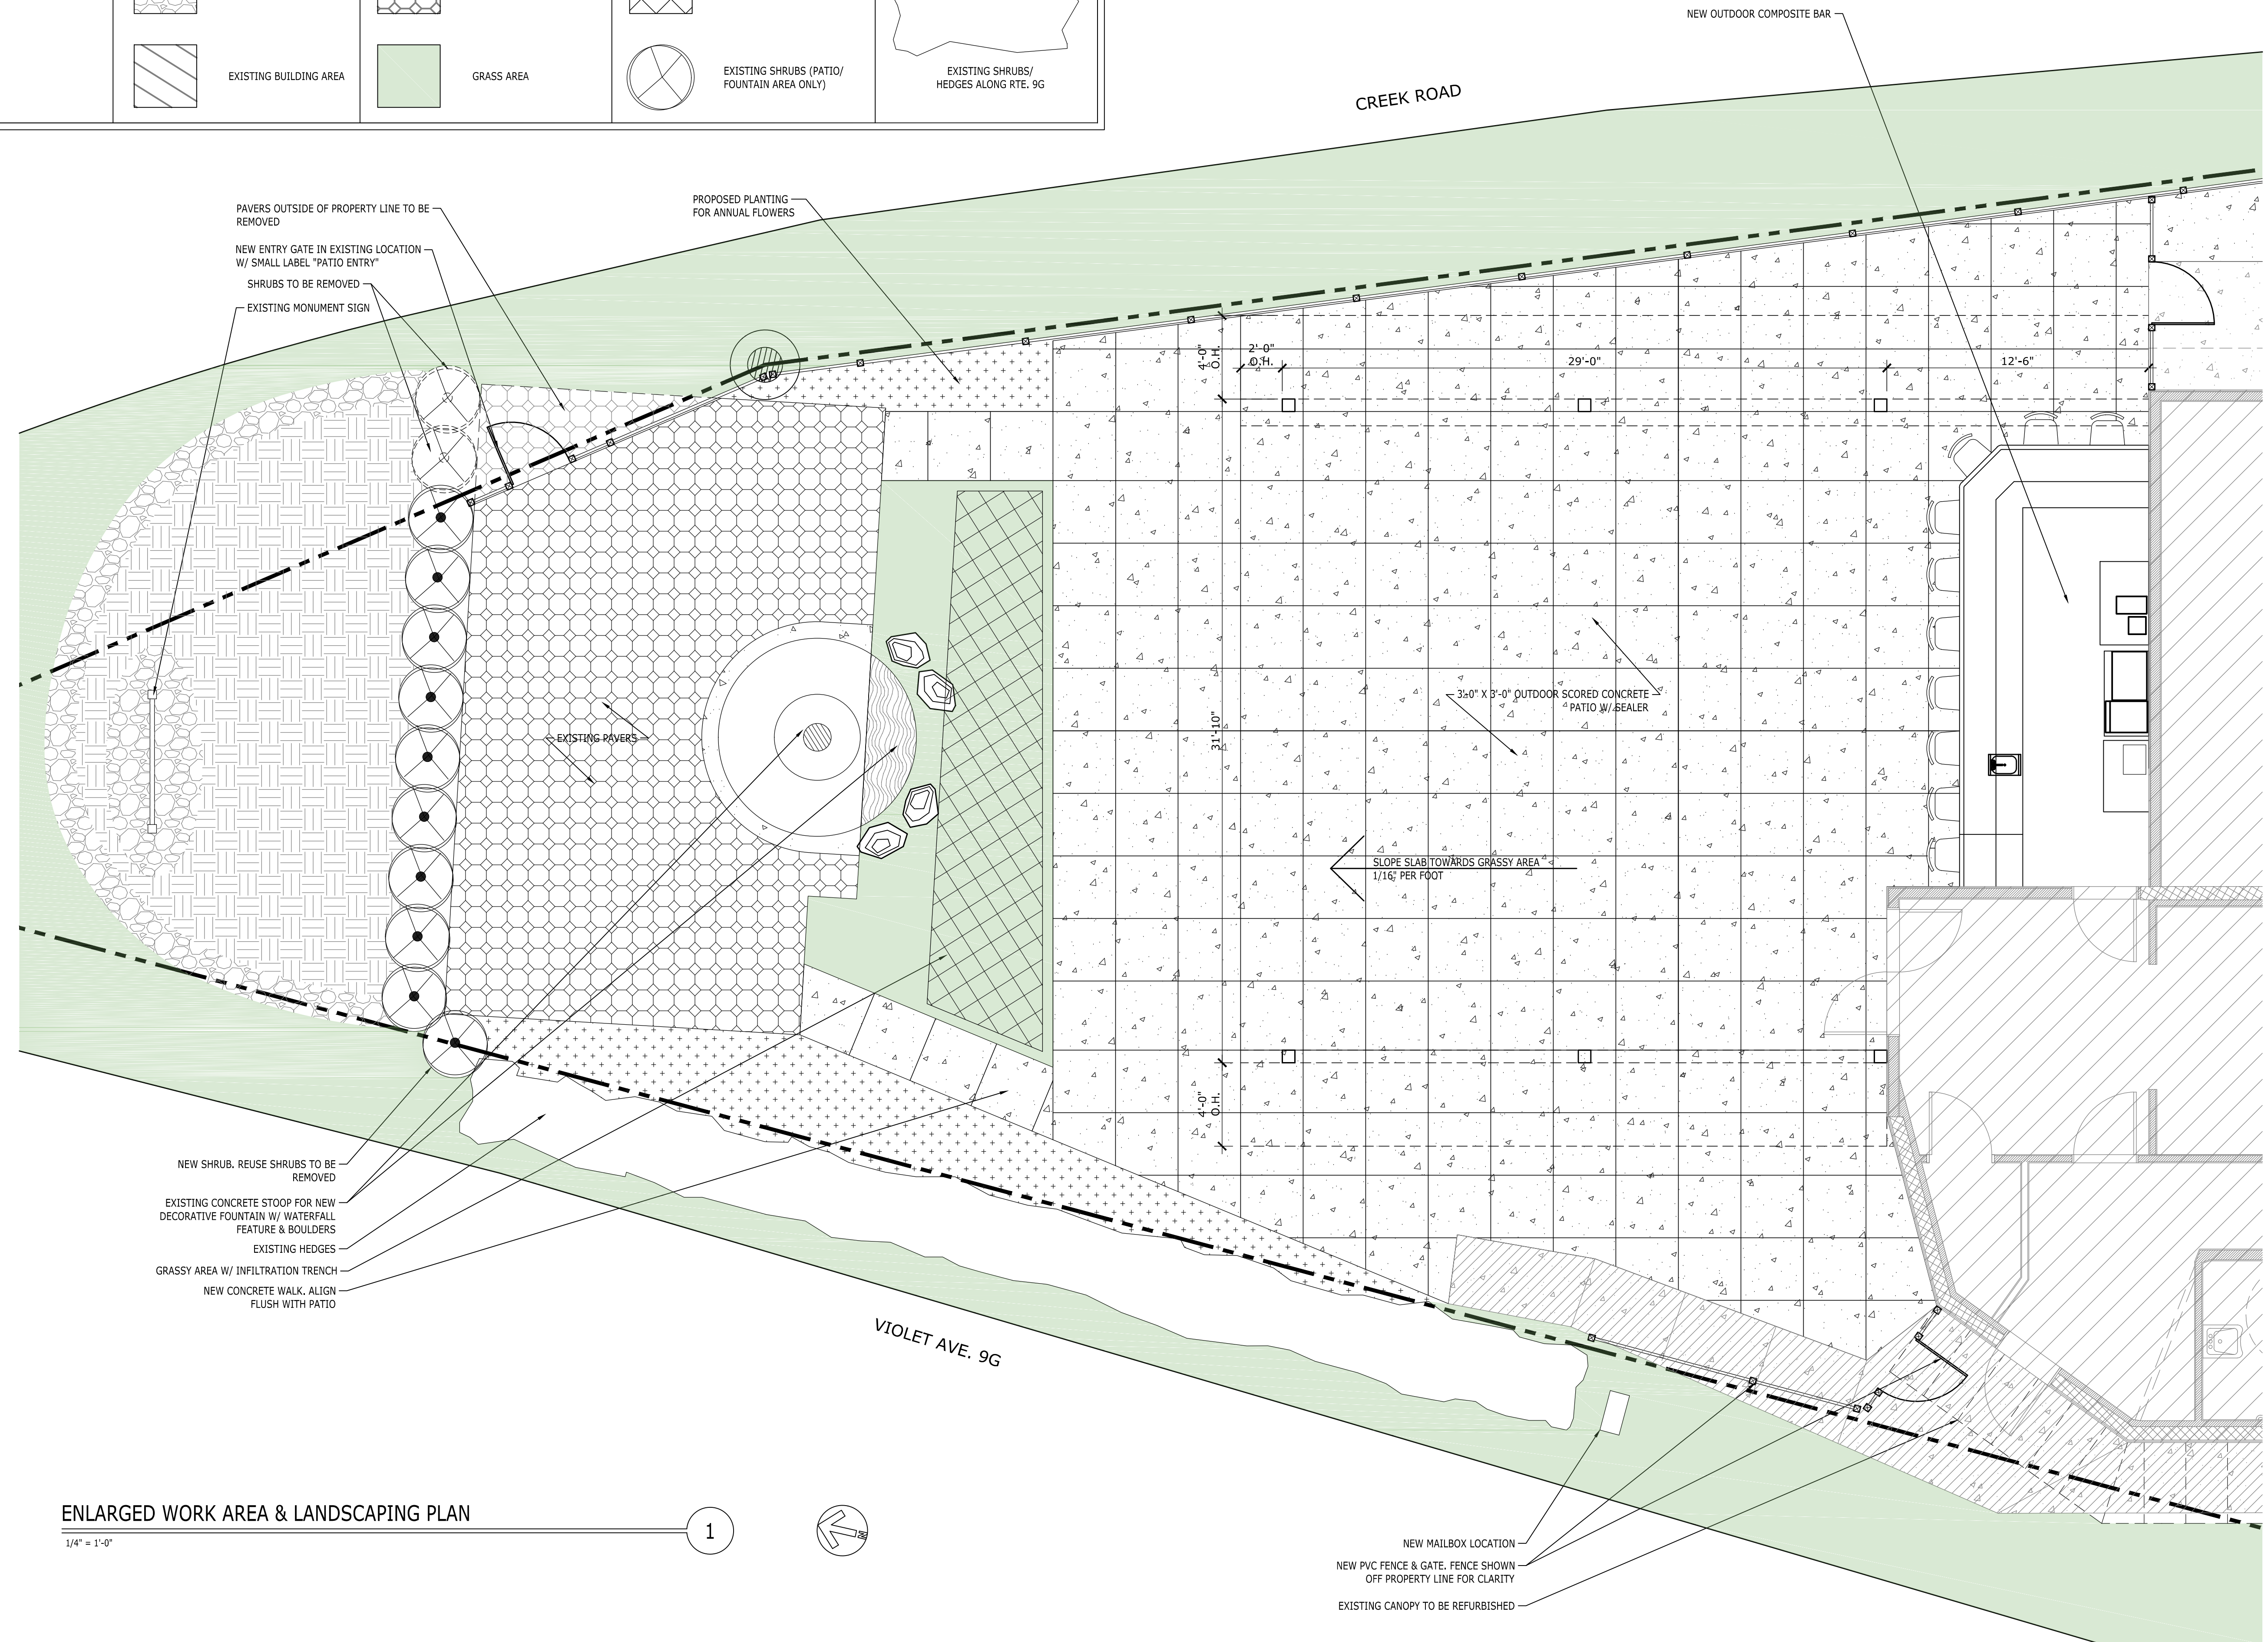 EXISTING BUILDING AREA
GRASS AREA
EXISTING SHRUBS (PATIO/
FOUNTAIN AREA ONLY)
EXISTING SHRUBS/
HEDGES ALONG RTE. 9G
NEW OUTDOOR COMPOSITE BAR
CREEK ROAD
PAVERS OUTSIDE OF PROPERTY LINE TO BE
REMOVED
NEW ENTRY GATE IN EXISTING LOCATION
W/ SMALL LABEL "PATIO ENTRY"
SHRUBS TO BE REMOVED
EXISTING MONUMENT SIGN
PROPOSED PLANTING
FOR ANNUAL FLOWERS
4'-0"
O.H.
2'-0"
O.H.
29'-0"
12'-6"
EXISTING PAVERS
31'-10"
3'-0" X 3'-0" OUTDOOR SCORED CONCRETE
PATIO W/ SEALER
SLOPE SLAB TOWARDS GRASSY AREA
1/16" PER FOOT
4'-0"
O.H.
NEW SHRUB. REUSE SHRUBS TO BE
REMOVED
EXISTING CONCRETE STOOP FOR NEW
DECORATIVE FOUNTAIN W/ WATERFALL
FEATURE & BOULDERS
EXISTING HEDGES
GRASSY AREA W/ INFILTRATION TRENCH
NEW CONCRETE WALK. ALIGN
FLUSH WITH PATIO
VIOLET AVE. 9G
ENLARGED WORK AREA & LANDSCAPING PLAN
1
1/4" = 1'-0"
NEW MAILBOX LOCATION
NEW PVC FENCE & GATE. FENCE SHOWN
OFF PROPERTY LINE FOR CLARITY
EXISTING CANOPY TO BE REFURBISHED